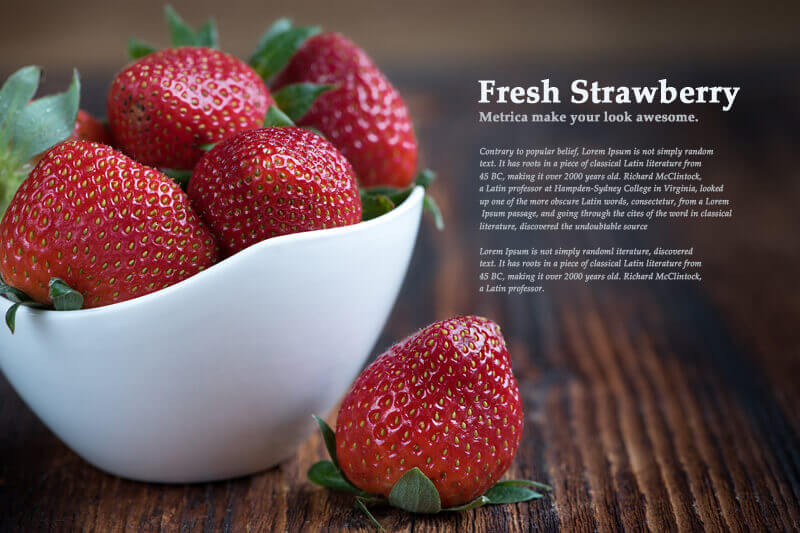 Fresh Strawberry
Metrica make your look awesome.
Contrary to popular belief, Lorem Ipsum is not simply random
text. It has roots in a piece of classical Latin literature from
45 BC, making it over 2000 years old. Richard McClintock,
a Latin professor at Hampden-Sydney College in Virginia, looked
up one of the more obscure Latin words, consectetur, from a Lorem
Ipsum passage, and going through the cites of the word in classical
literature, discovered the undoubtable source
Lorem Ipsum is not simply randoml iterature, discovered
text. It has roots in a piece of classical Latin literature from
45 BC, making it over 2000 years old. Richard McClintock,
a Latin professor.